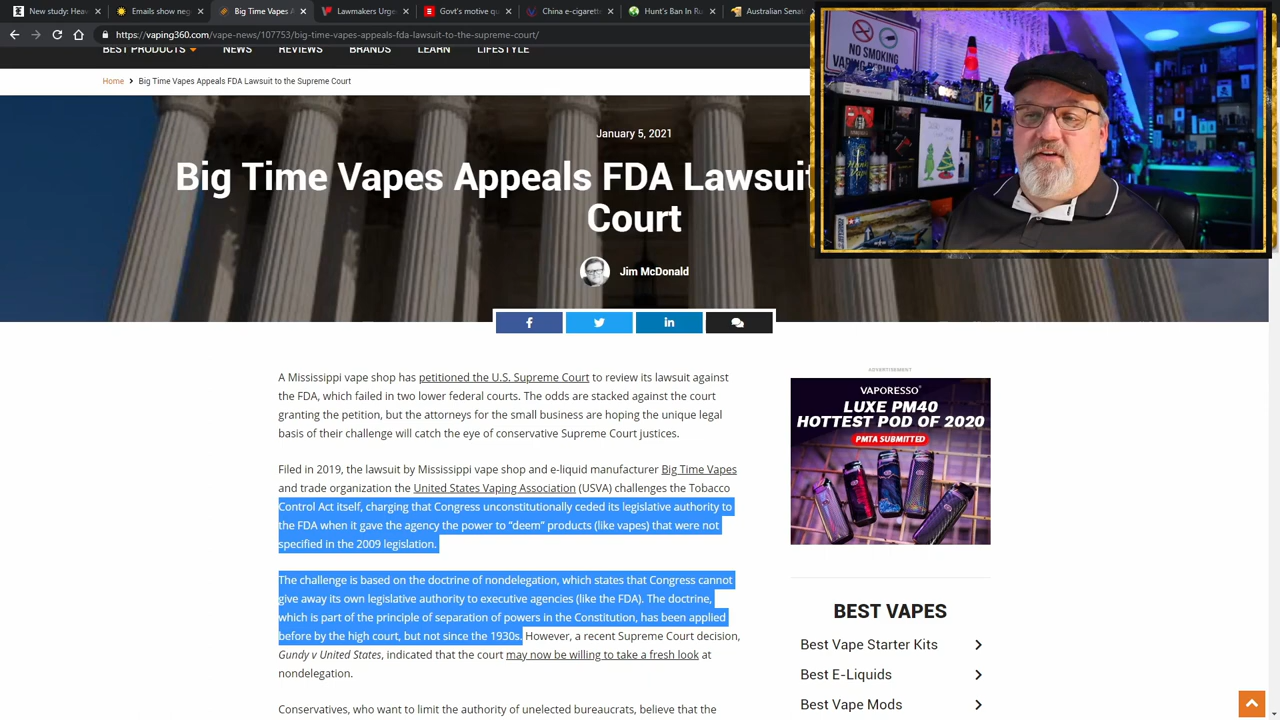 New study
Emails show m
Big Time Vapes
Urg
Govt's resolve o
China e-cigarett
Hunt's Ban In Ru
Australian Senat
https://vaping360.com/vape-news/107753/big-time-vapes-appeals-fda-lawsuit-to-the-supreme-court/
BEST PRODUCTS NEWS REVIEWS BRANDS LEARN LIFESTYLE
Home > Big Time Vapes Appeals FDA Lawsuit to the Supreme Court
NO SMOKING
January 5, 2021
Big Time Vapes Appeals FDA Lawsuit
Court
Jim McDonald
A Mississippi vape shop has petitioned the U.S. Supreme Court to review its lawsuit against
the FDA, which failed in two lower federal courts. The odds are stacked against the court
granting the petition, but the attorneys for the small business are hoping the unique legal
basis of their challenge will catch the eye of conservative Supreme Court justices.
Filed in 2019, the lawsuit by Mississippi vape shop and e-liquid manufacturer Big Time Vapes
and trade organization the United States Vaping Association (USVA) challenges the Tobacco
Control Act itself, charging that Congress unconstitutionally ceded its legislative authority to
the FDA when it gave the agency the power to “deem” products (like vapes) that were not
specified in the 2009 legislation.
The challenge is based on the doctrine of nondelegation, which states that Congress cannot
give away its own legislative authority to executive agencies (like the FDA). The doctrine,
which is part of the principle of separation of powers in the Constitution, has been applied
before by the high court, but not since the 1930s. However, a recent Supreme Court decision,
Gundy v United States, indicated that the court may now be willing to take a fresh look at
nondelegation.
Conservatives, who want to limit the authority of unelected bureaucrats, believe that the
ADVERTISEMENT
VAPORESSO
LUXE PM40
HOTTEST POD OF 2020
PMTA SUBMITTED
BEST VAPES
Best Vape Starter Kits
Best E-Liquids
Best Vape Mods